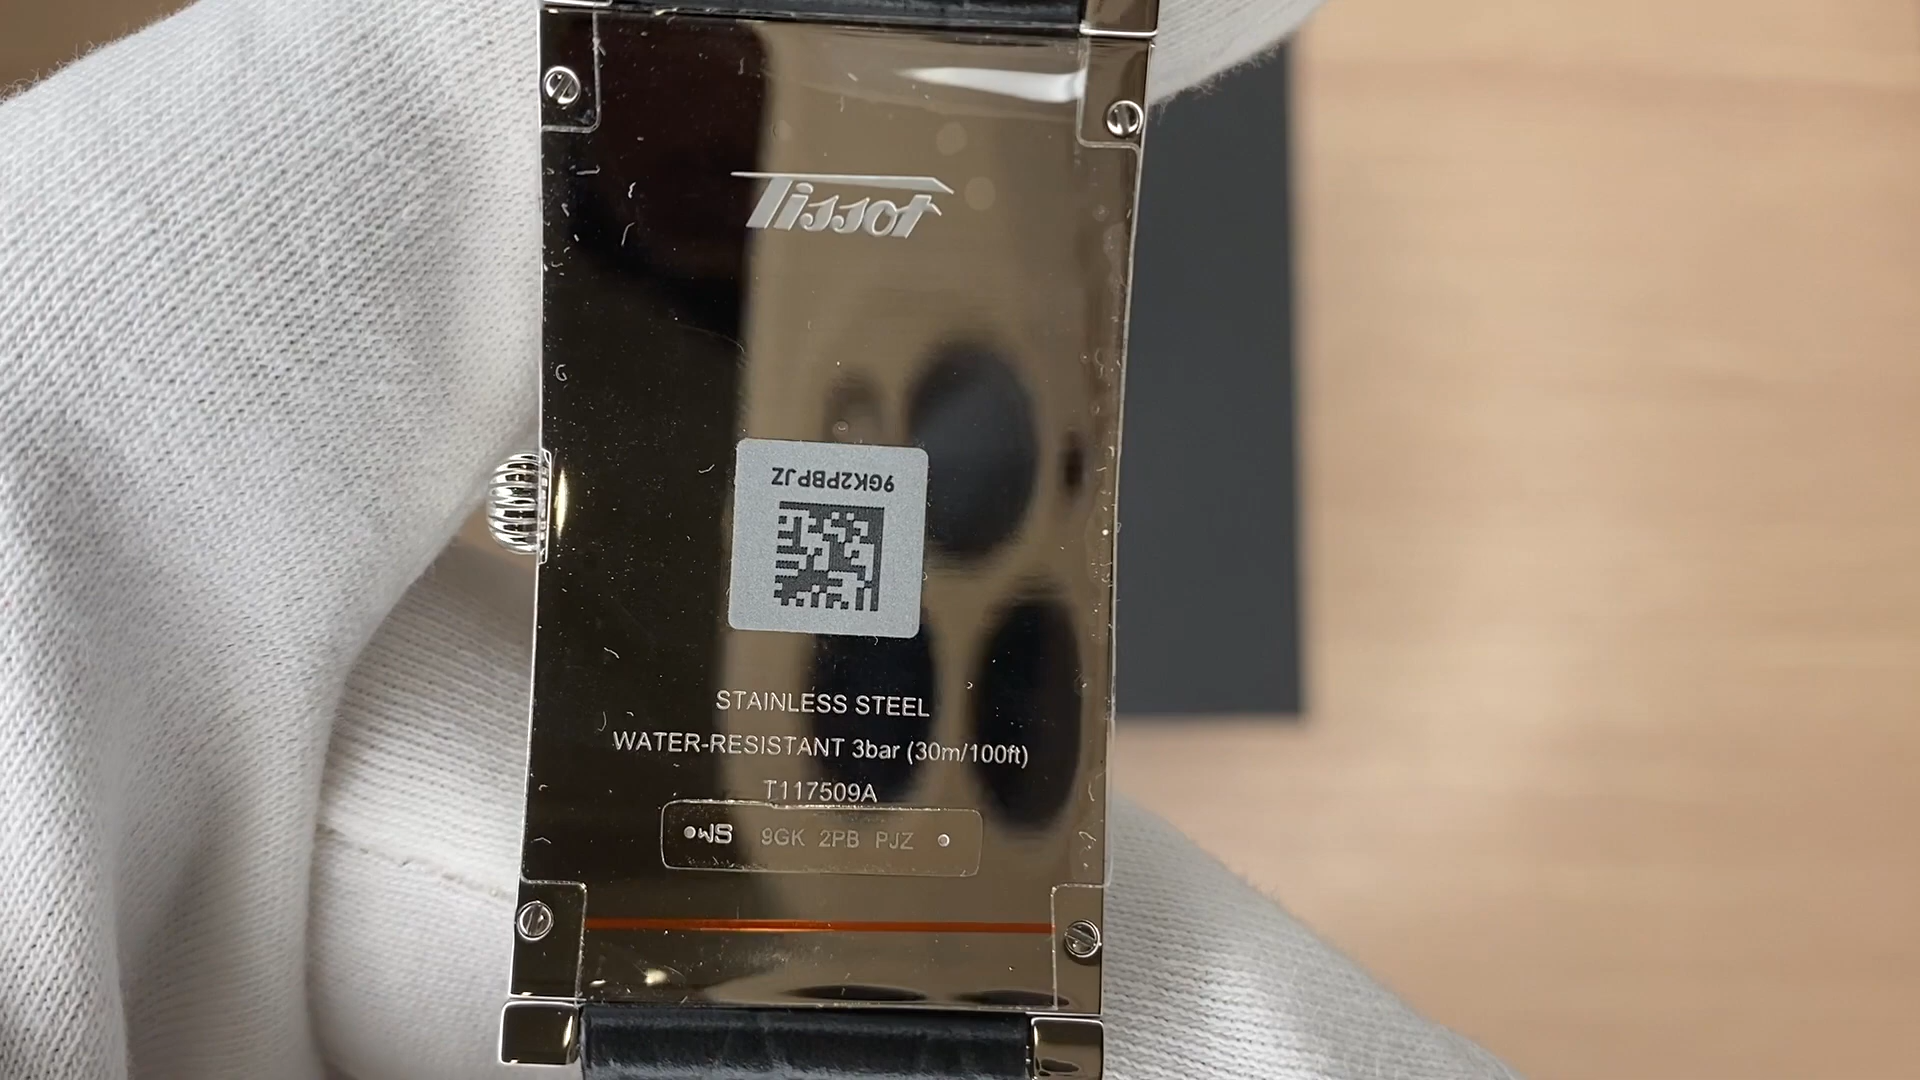 Tissot
9GK2PBPJZ
STAINLESS STEEL
WATER-RESISTANT 3bar (30m/100ft)
T117509A
9GK 2PB PJZ